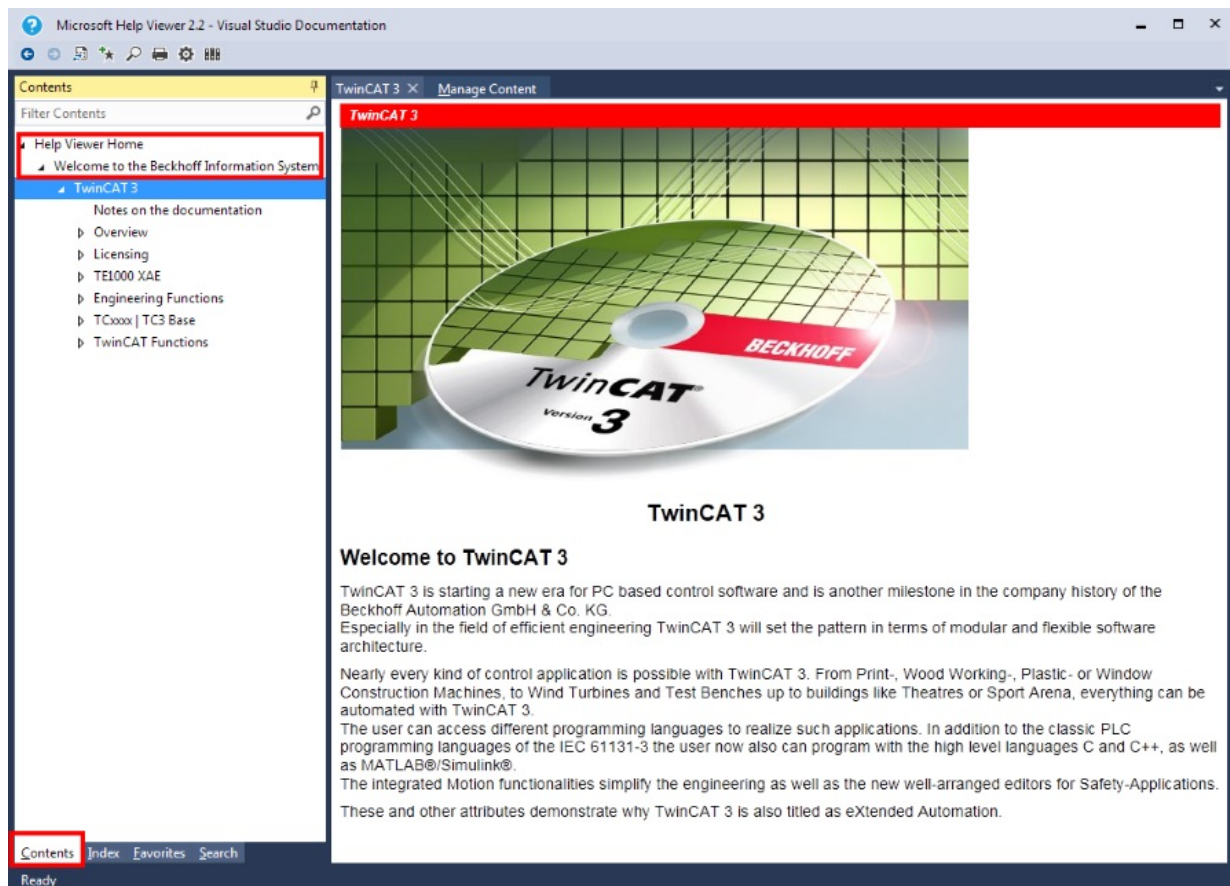 Microsoft Help Viewer 2.2 - Visual Studio Documentation
Contents
Filter Contents
Help Viewer Home
Welcome to the Beckhoff Information System
TwinCAT 3
Notes on the documentation
Overview
Licensing
TE1000 XAE
Engineering Functions
TCxxxx | TC3 Base
TwinCAT Functions
Contents Index Favorites Search
Ready
TwinCAT 3 Manage Content
TwinCAT 3
BECKHOFF
TwinCAT®
Version 3
TwinCAT 3
Welcome to TwinCAT 3
TwinCAT 3 is starting a new era for PC based control software and is another milestone in the company history of the
Beckhoff Automation GmbH & Co. KG.
Especially in the field of efficient engineering TwinCAT 3 will set the pattern in terms of modular and flexible software
architecture.
Nearly every kind of control application is possible with TwinCAT 3. From Print-, Wood Working-, Plastic- or Window
Construction Machines, to Wind Turbines and Test Benches up to buildings like Theatres or Sport Arena, everything can be
automated with TwinCAT 3.
The user can access different programming languages to realize such applications. In addition to the classic PLC
programming languages of the IEC 61131-3 the user now also can program with the high level languages C and C++, as well
as MATLAB®/Simulink®.
The integrated Motion functionalities simplify the engineering as well as the new well-arranged editors for Safety-Applications.
These and other attributes demonstrate why TwinCAT 3 is also titled as eXtended Automation.